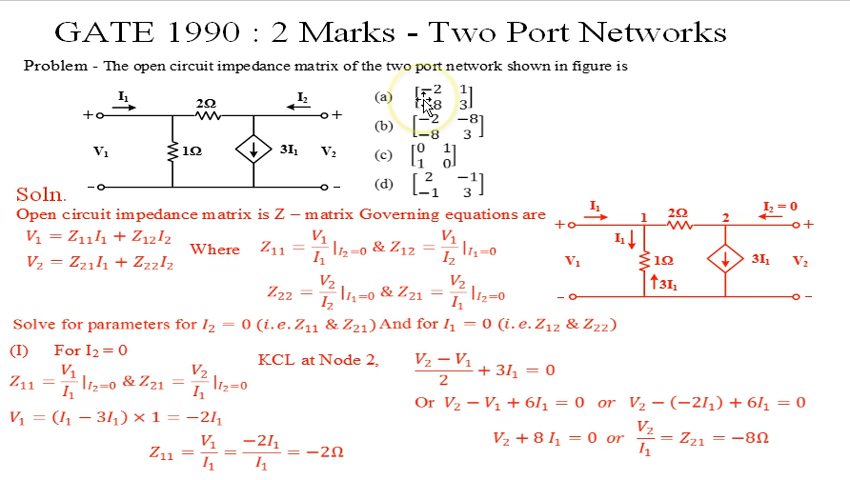 GATE 1990 : 2 Marks - Two Port Networks
Problem - The open circuit impedance matrix of the two port network shown in figure is
I₁ 2Ω I₂
+ +
V₁ 1Ω 3I₁ V₂
- -
(a) [−2 1
−8 3]
(b) [−2 −8
−8 3]
(c) [0 1
1 0]
(d) [2 −1
−1 3]
Soln.
Open circuit impedance matrix is Z − matrix Governing equations are
V₁ = Z₁₁I₁ + Z₁₂I₂
V₂ = Z₂₁I₁ + Z₂₂I₂
Where Z₁₁ = V₁/I₁ |I₂=0 & Z₁₂ = V₁/I₂ |I₁=0
Z₂₂ = V₂/I₂ |I₁=0 & Z₂₁ = V₂/I₁ |I₂=0
I₁ 1 2Ω 2 I₂ = 0
+ +
I₁
V₁ 1Ω 3I₁ V₂
3I₁
- -
Solve for parameters for I₂ = 0 (i.e. Z₁₁ & Z₂₁) And for I₁ = 0 (i.e. Z₁₂ & Z₂₂)
(I) For I₂ = 0
Z₁₁ = V₁/I₁ |I₂=0 & Z₂₁ = V₂/I₁ |I₂=0
V₁ = (I₁ − 3I₁) × 1 = −2I₁
Z₁₁ = V₁/I₁ = −2I₁/I₁ = −2Ω
KCL at Node 2, (V₂ − V₁)/2 + 3I₁ = 0
Or V₂ − V₁ + 6I₁ = 0 or V₂ − (−2I₁) + 6I₁ = 0
V₂ + 8 I₁ = 0 or V₂/I₁ = Z₂₁ = −8Ω